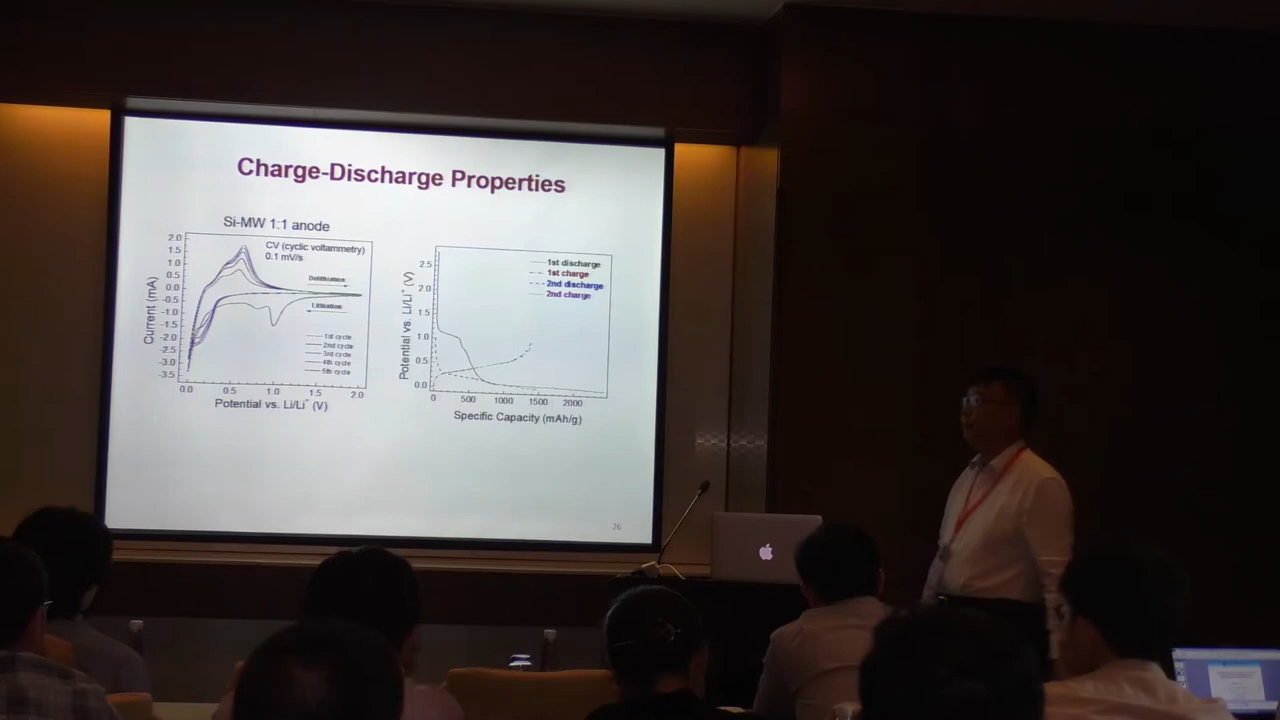 Charge-Discharge Properties
Si-MW 1:1 anode
2.0
1.5
1.0
0.5
0.0
-0.5
-1.0
-1.5
-2.0
-2.5
-3.0
-3.5
Current (mA)
CV (cyclic voltammetry)
0.1 mV/s
Delithiation
Lithiation
1st cycle
2nd cycle
3rd cycle
4th cycle
5th cycle
0.0 0.5 1.0 1.5 2.0
Potential vs. Li/Li+ (V)
2.5
2.0
1.5
1.0
0.5
0.0
Potential vs. Li/Li+ (V)
1st discharge
1st charge
2nd discharge
2nd charge
0 500 1000 1500 2000
Specific Capacity (mAh/g)
26